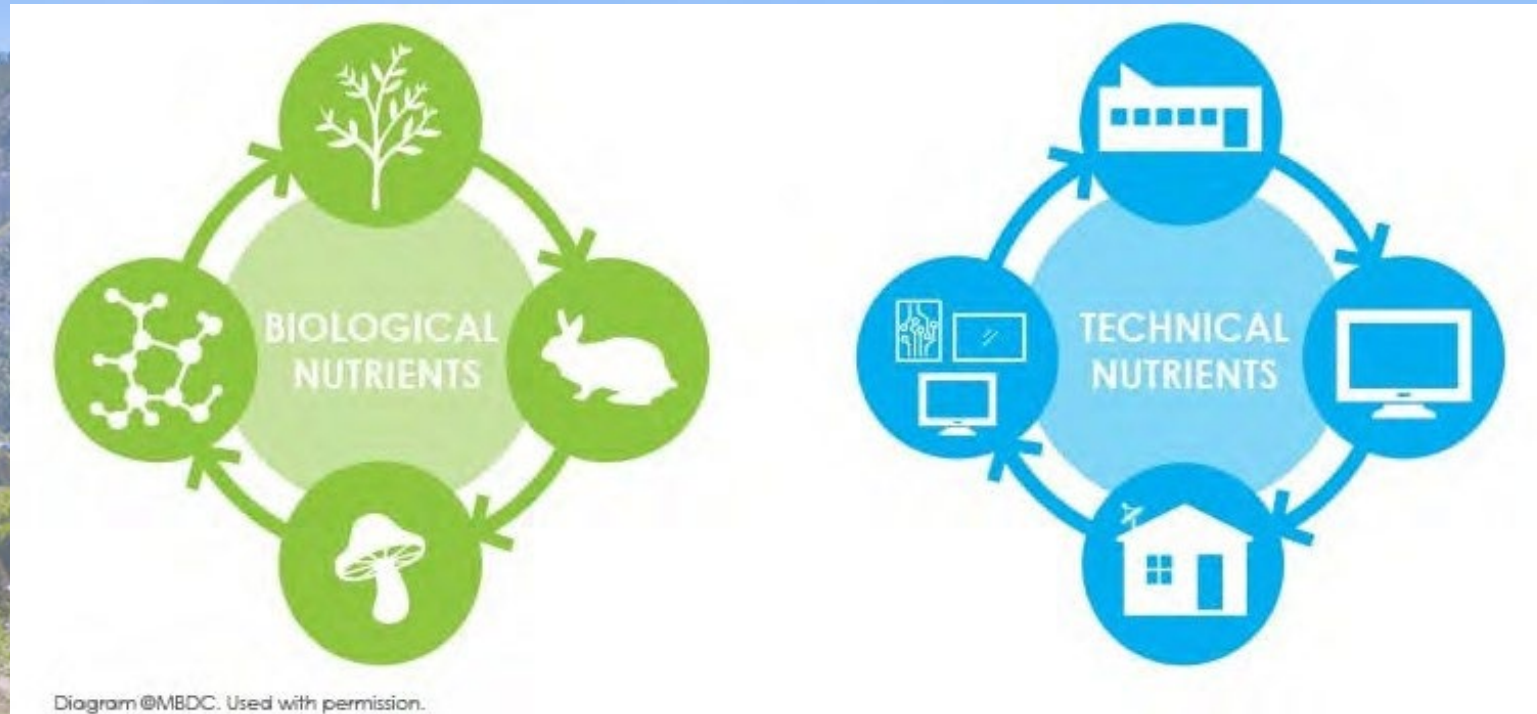 BIOLOGICAL
NUTRIENTS
TECHNICAL
NUTRIENTS
Diagram @MBDC. Used with permission.